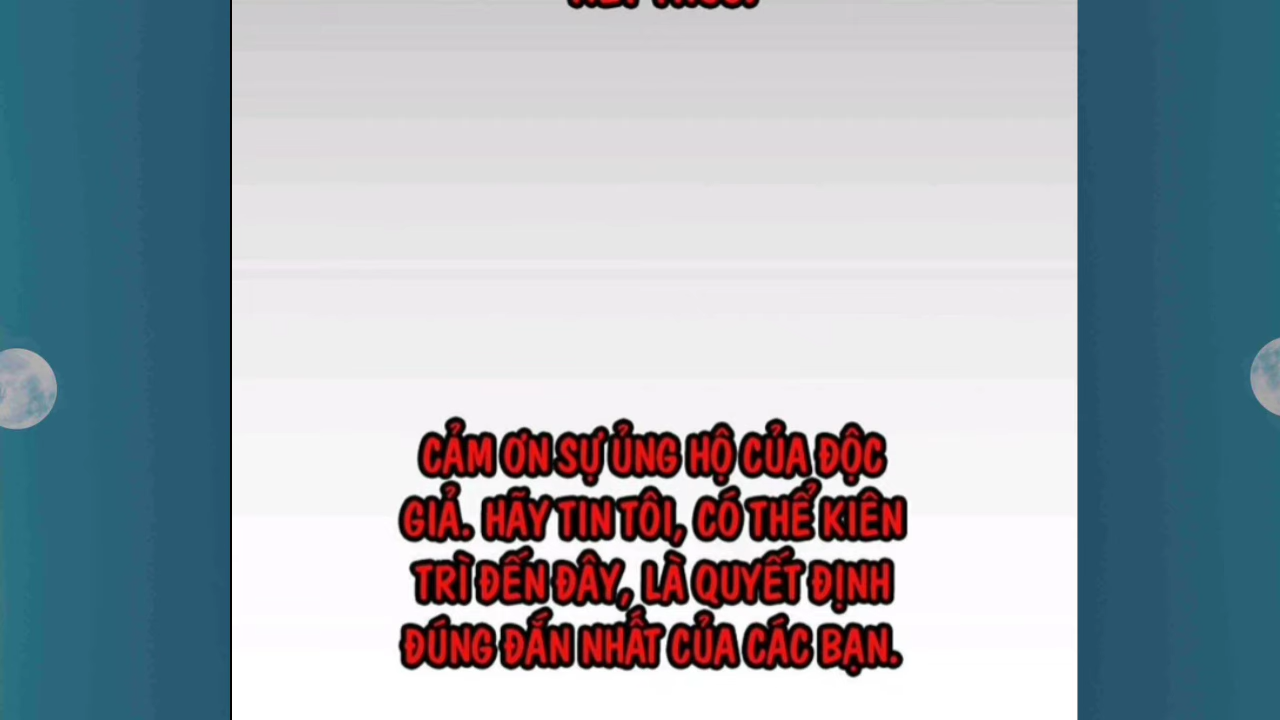 CẢM ƠN SỰ ỦNG HỘ CỦA ĐỘC
GIẢ. HÃY TIN TÔI, CÓ THỂ KIÊN
TRÌ ĐẾN ĐÂY, LÀ QUYẾT ĐỊNH
ĐÚNG ĐẮN NHẤT CỦA CÁC BẠN.